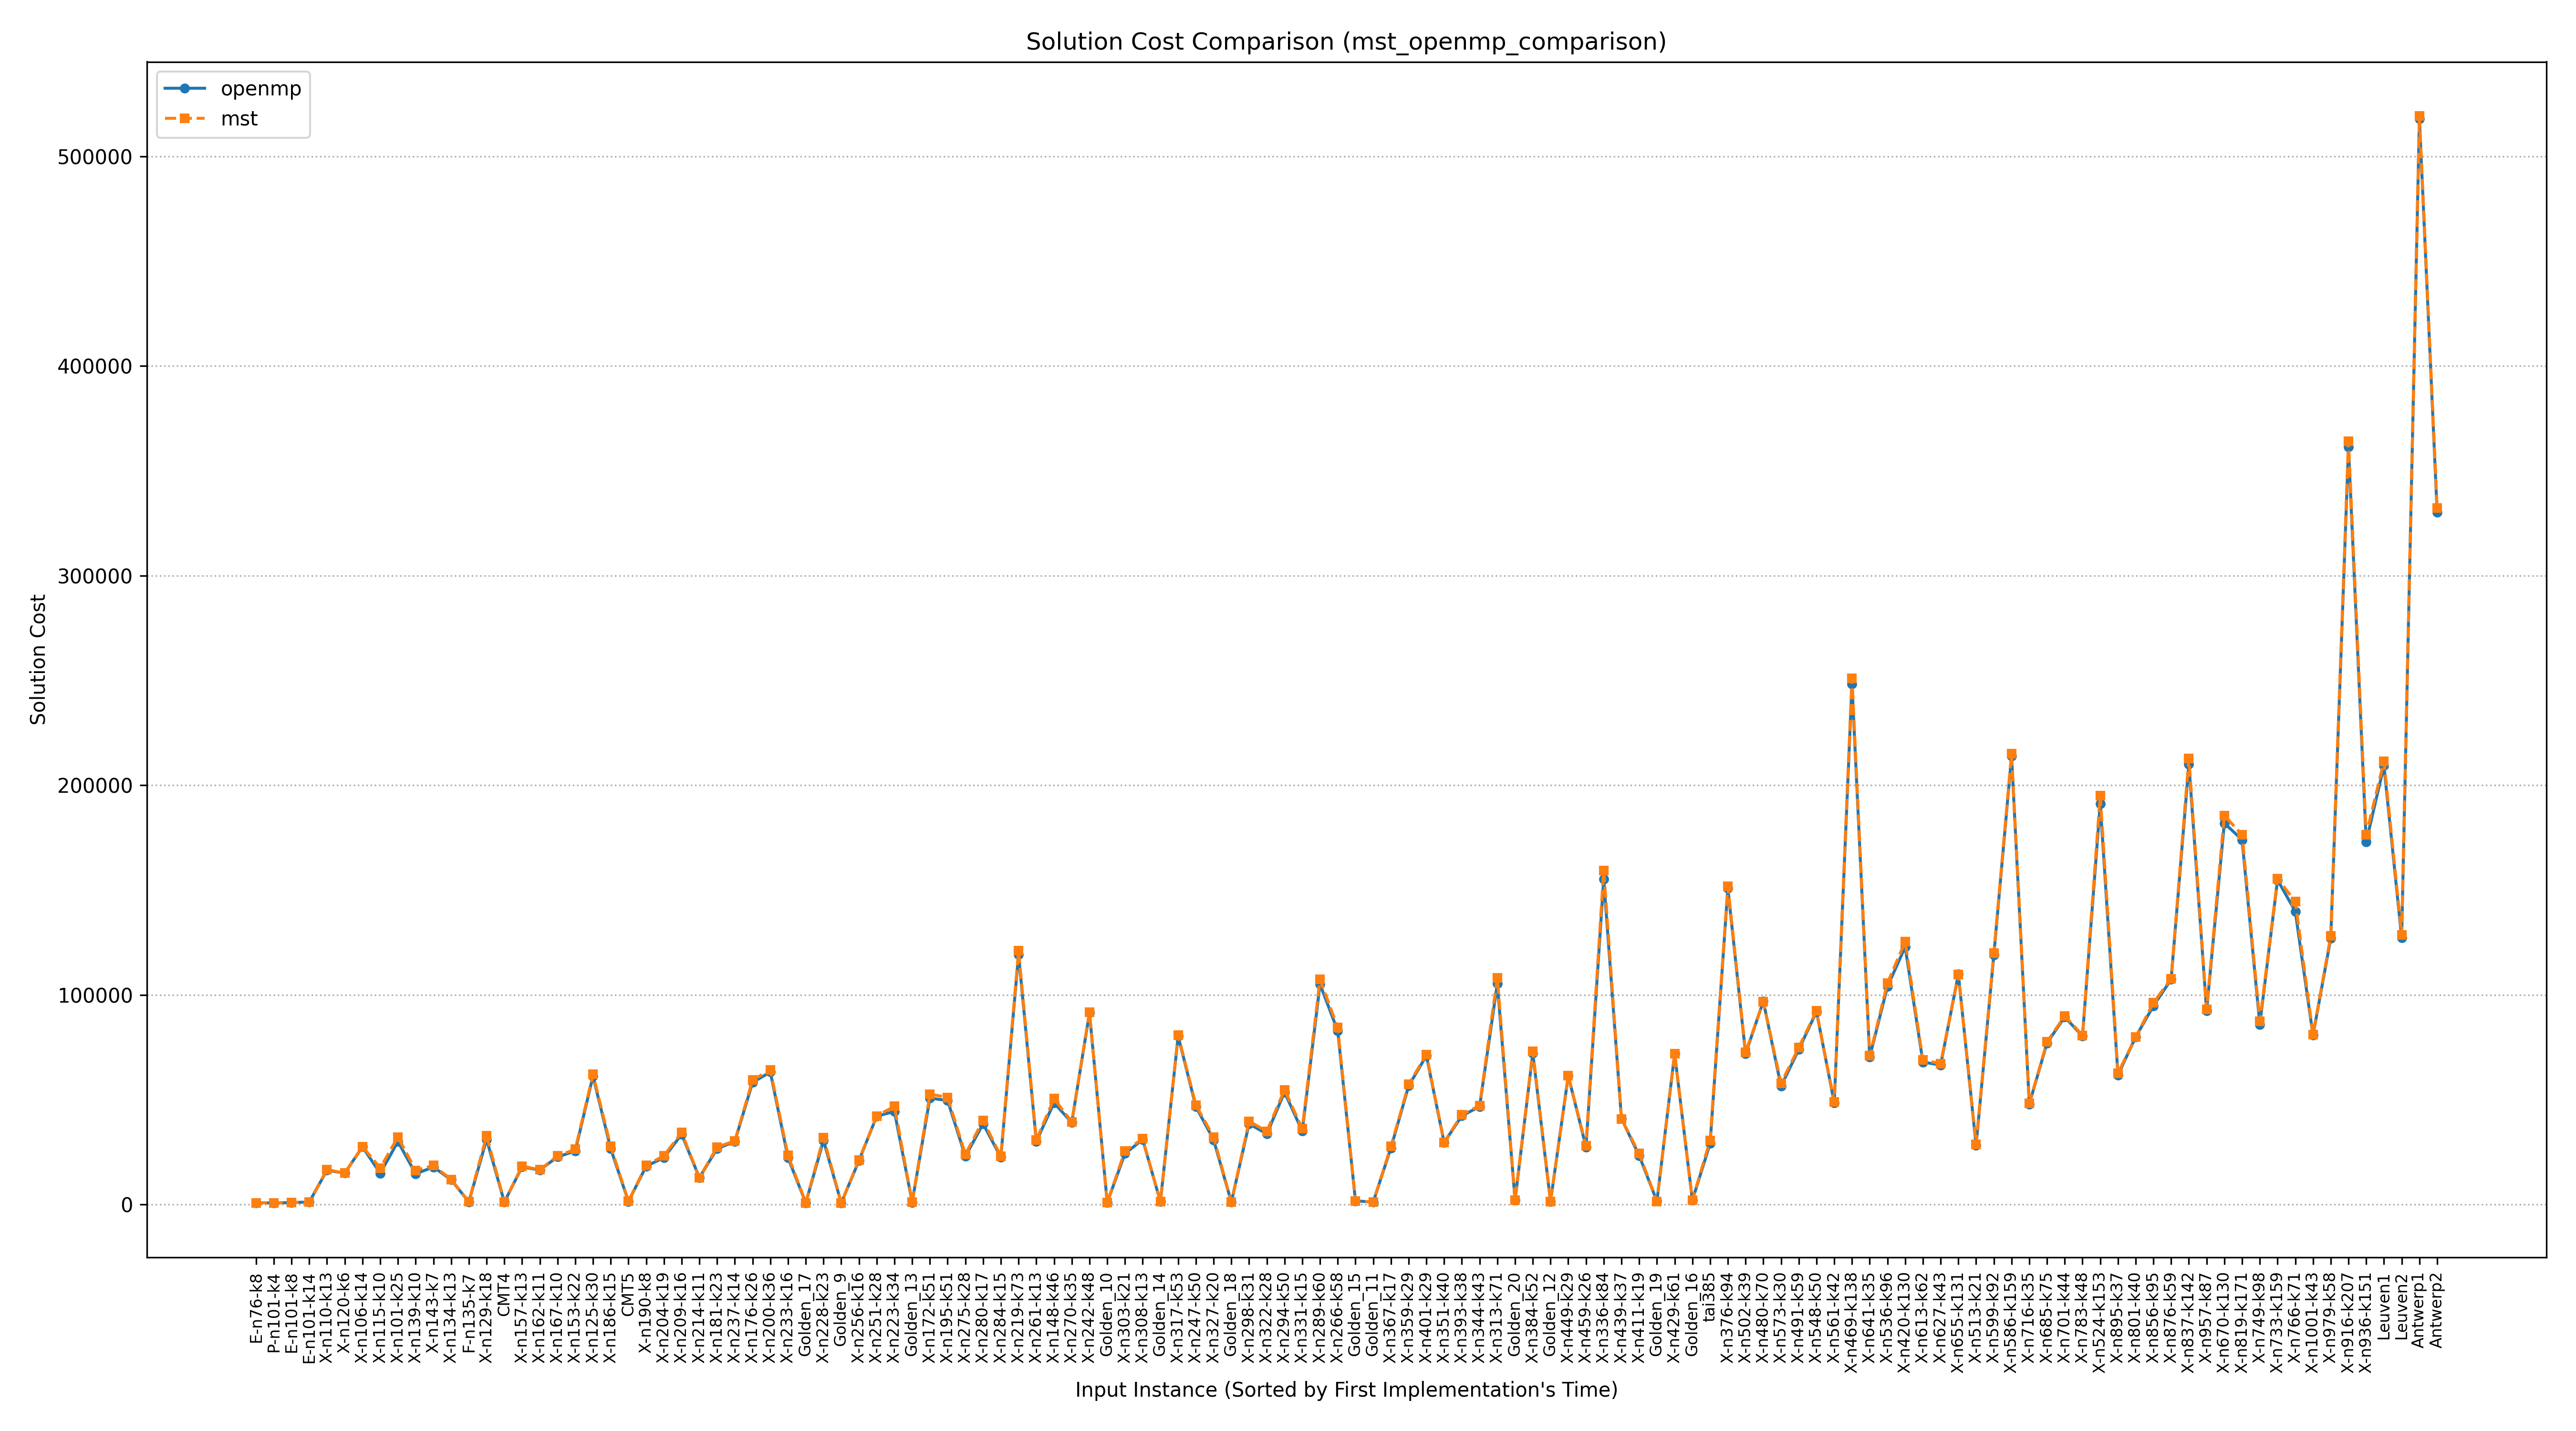 Solution Cost Comparison (mst_openmp_comparison)
openmp
mst
500000
400000
300000
200000
100000
0
Solution Cost
E-n76-k8
P-n101-k4
E-n101-k8
E-n101-k14
X-n110-k13
X-n120-k6
X-n106-k14
X-n115-k10
X-n101-k25
X-n139-k10
X-n143-k7
X-n134-k13
F-n135-k7
X-n129-k18
CMT4
X-n157-k13
X-n162-k11
X-n167-k10
X-n153-k22
X-n125-k30
X-n186-k15
CMT5
X-n190-k8
X-n204-k19
X-n209-k16
X-n214-k11
X-n181-k23
X-n237-k14
X-n176-k26
X-n200-k36
X-n233-k16
Golden_17
X-n228-k23
Golden_9
X-n256-k16
X-n251-k28
X-n223-k34
Golden_13
X-n172-k51
X-n195-k51
X-n275-k28
X-n280-k17
X-n284-k15
X-n219-k73
X-n261-k13
X-n148-k46
X-n270-k35
X-n242-k48
Golden_10
X-n303-k21
X-n308-k13
Golden_14
X-n317-k53
X-n247-k50
X-n327-k20
Golden_18
X-n298-k31
X-n322-k28
X-n294-k50
X-n331-k15
X-n289-k60
X-n266-k58
Golden_15
Golden_11
X-n367-k17
X-n359-k29
X-n401-k29
X-n351-k40
X-n393-k38
X-n344-k43
X-n313-k71
Golden_20
X-n384-k52
Golden_12
X-n449-k29
X-n459-k26
X-n336-k84
X-n439-k37
X-n411-k19
Golden_19
X-n429-k61
Golden_16
tai385
X-n376-k94
X-n502-k39
X-n480-k70
X-n573-k30
X-n491-k59
X-n548-k50
X-n561-k42
X-n469-k138
X-n641-k35
X-n536-k96
X-n420-k130
X-n613-k62
X-n627-k43
X-n655-k131
X-n513-k21
X-n599-k92
X-n586-k159
X-n716-k35
X-n685-k75
X-n701-k44
X-n783-k48
X-n524-k153
X-n895-k37
X-n801-k40
X-n856-k95
X-n876-k59
X-n837-k142
X-n957-k87
X-n670-k130
X-n819-k171
X-n749-k98
X-n733-k159
X-n766-k71
X-n1001-k43
X-n979-k58
X-n916-k207
X-n936-k151
Leuven1
Leuven2
Antwerp1
Antwerp2
Input Instance (Sorted by First Implementation's Time)